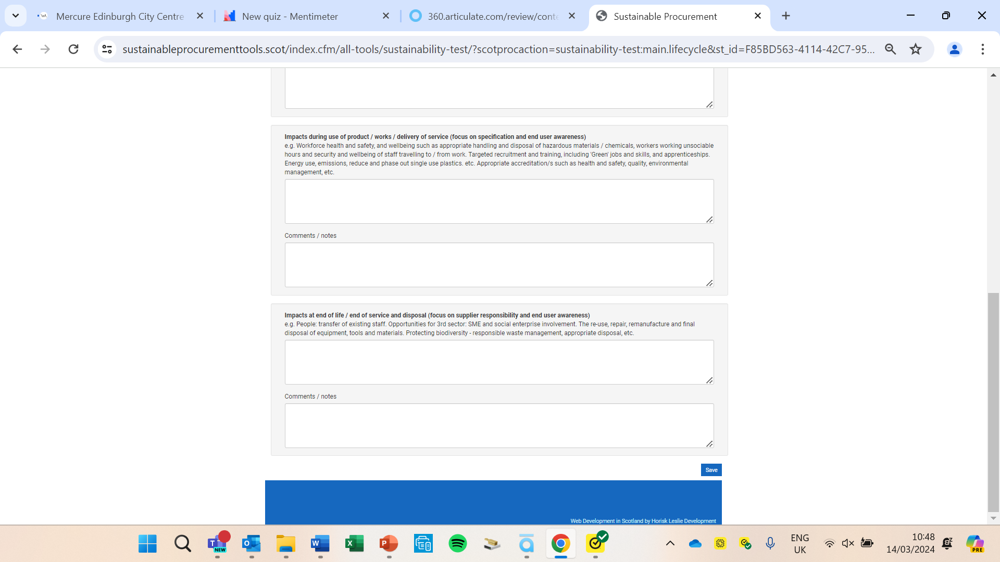 Mercure Edinburgh City Centre
New quiz - Mentimeter
360.articulate.com/review/conte
Sustainable Procurement
sustainableprocurementtools.scot/index.cfm/all-tools/sustainability-test/?scotprocaction=sustainability-test:main.lifecycle&st_id=F85BD563-4114-42C7-95...
Impacts during use of product / works / delivery of service (focus on specification and end user awareness)
e.g. Workforce health and safety, and wellbeing such as appropriate handling and disposal of hazardous materials / chemicals, workers working unsociable
hours and security and wellbeing of staff travelling to / from work. Targeted recruitment and training, including 'Green' jobs and skills, and apprenticeships.
Energy use, emissions, reduce and phase out single use plastics. etc. Appropriate accreditation/s such as health and safety, quality, environmental
management, etc.
Comments / notes
Impacts at end of life / end of service and disposal (focus on supplier responsibility and end user awareness)
e.g. People: transfer of existing staff. Opportunities for 3rd sector: SME and social enterprise involvement. The re-use, repair, remanufacture and final
disposal of equipment, tools and materials. Protecting biodiversity - responsible waste management, appropriate disposal, etc.
Comments / notes
Save
Web Development in Scotland by Horisk Leslie Development
T
NEW
O
W
X
P
ENG
UK
10:48
14/03/2024
PRE